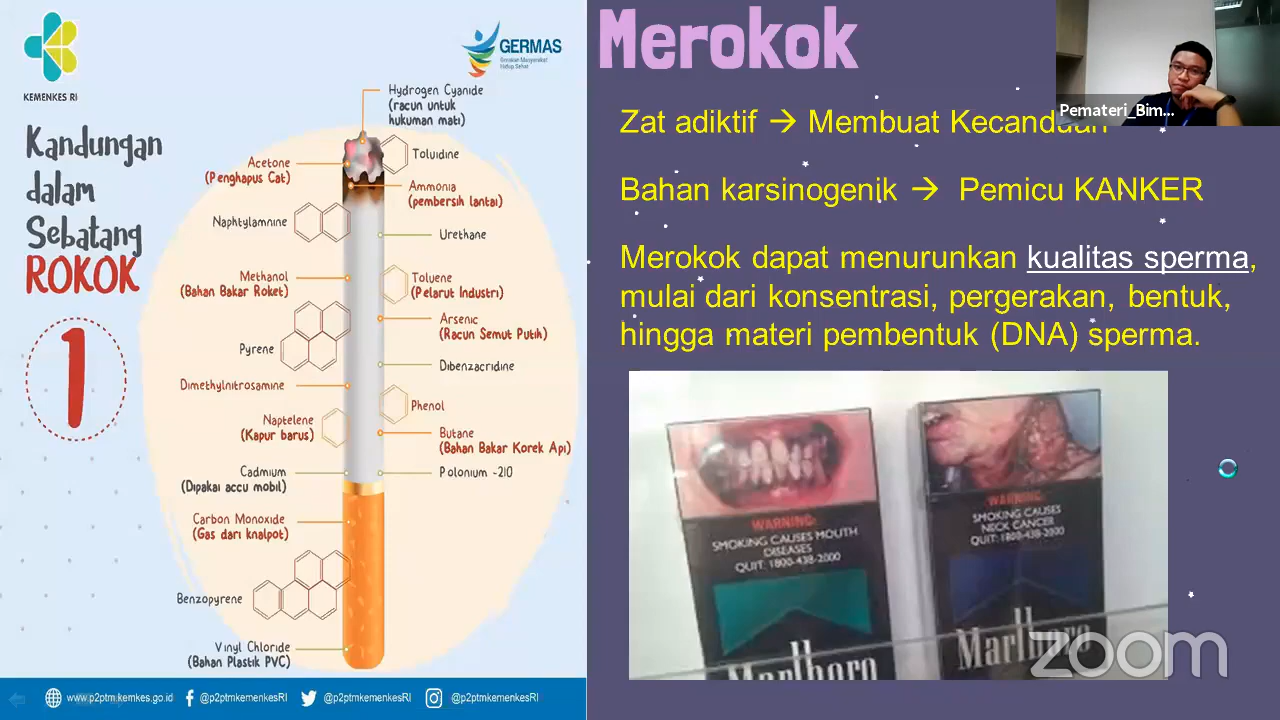 KEMENKES RI
GERMAS
Gerakan Masyarakat
Hidup Sehat
Kandungan
dalam
Sebatang
ROKOK
1
Hydrogen Cyanide
(racun untuk
hukuman mati)
Acetone
(Penghapus Cat)
Toluidine
Ammonia
(pembersih lantai)
Naphtylamnine
Urethane
Methanol
(Bahan Bakar Roket)
Toluene
(Pelarut Industri)
Arsenic
(Racun Semut Putih)
Pyrene
Dibenzacridine
Dimethylnitrosamine
Phenol
Naptelene
(Kapur barus)
Butane
(Bahan Bakar Korek Api)
Cadmium
(Dipakai accu mobil)
Polonium -210
Carbon Monoxide
(Gas dari knalpot)
Benzopyrene
Vinyl Chloride
(Bahan Plastik PVC)
www.p2ptm.kemkes.go.id
@p2ptmkemenkesRI
@p2ptmkemenkesRI
@p2ptmkemenkesRI
Merokok
Zat adiktif → Membuat Kecanduan
Bahan karsinogenik → Pemicu KANKER
Merokok dapat menurunkan kualitas sperma,
mulai dari konsentrasi, pergerakan, bentuk,
hingga materi pembentuk (DNA) sperma.
Pemateri_Bim...
WARNING:
SMOKING CAUSES MOUTH
DISEASES
QUIT: 1800-438-2000
Marlboro
WARNING:
SMOKING CAUSES
NECK CANCER
QUIT: 1800-438-2000
Marlboro
zoom